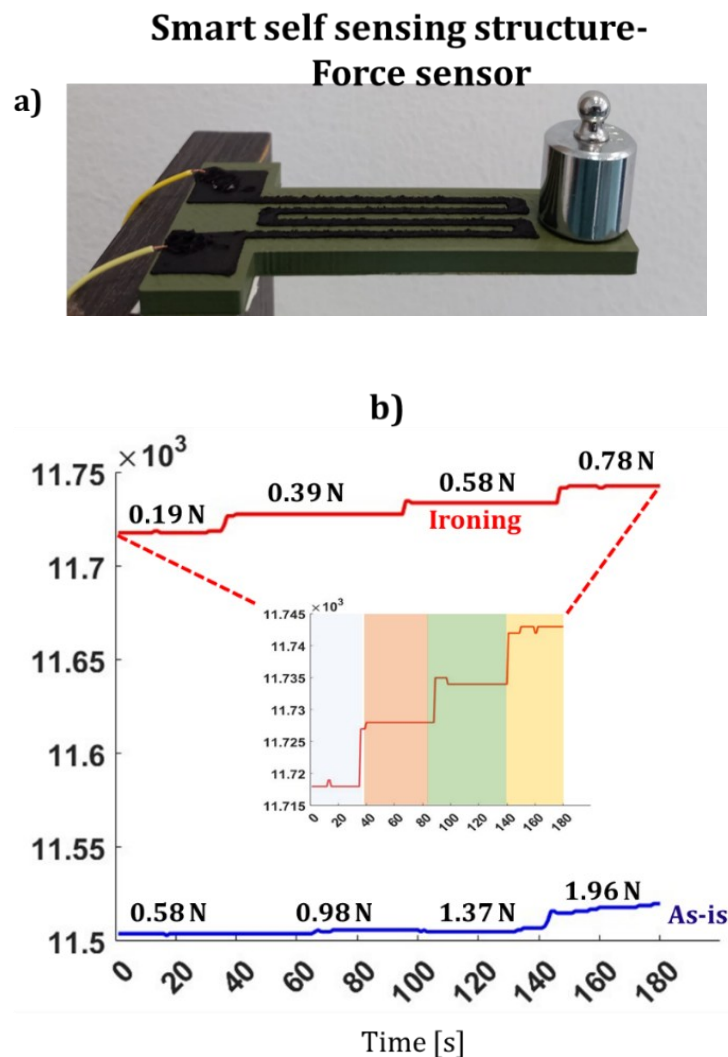 Smart self sensing structure-
Force sensor
a)
b)
×10³
11.75
11.7
11.65
11.6
11.55
11.5
0.19 N
0.39 N
0.58 N
0.78 N
Ironing
×10³
11.745
11.74
11.735
11.73
11.725
11.72
11.715
0 20 40 60 80 100 120 140 160 180
0.58 N
0.98 N
1.37 N
1.96 N
As-is
0 20 40 60 80 100 120 140 160 180
Time [s]